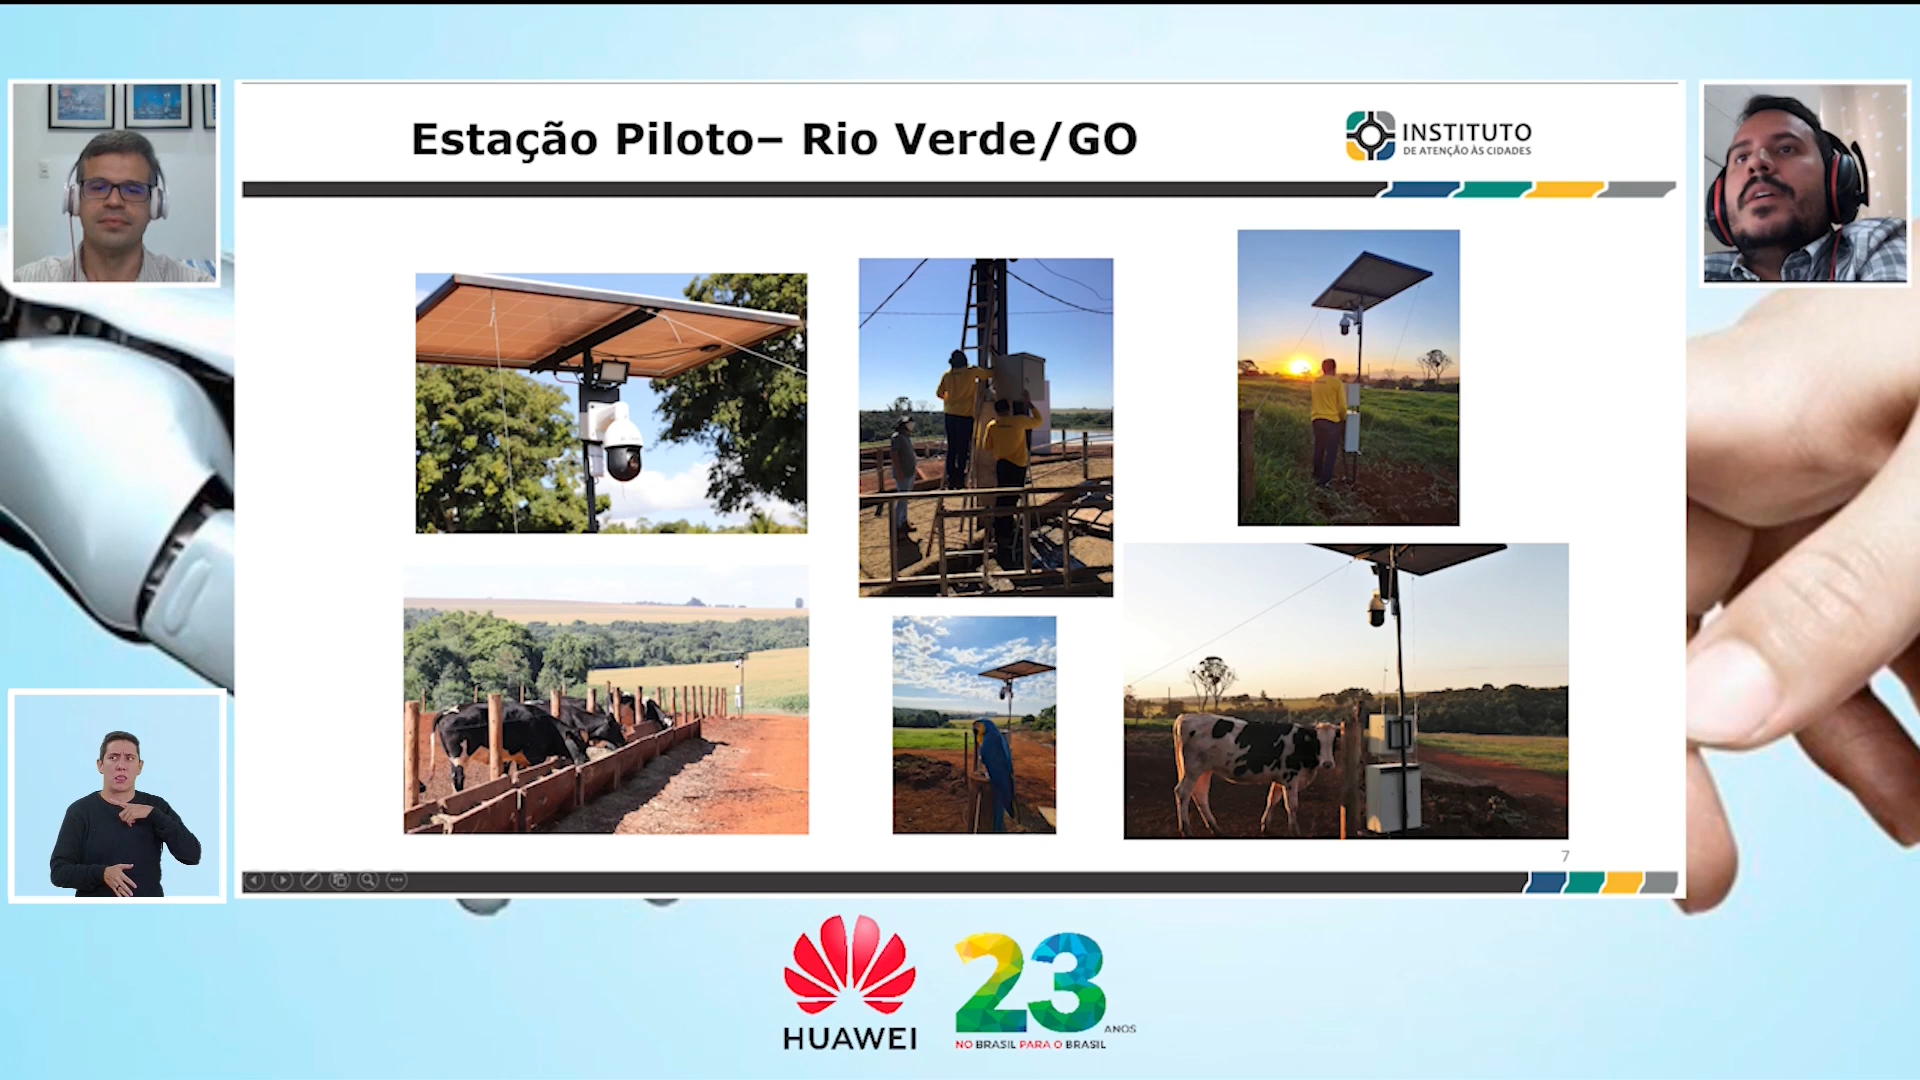 Estação Piloto– Rio Verde/GO
INSTITUTO
DE ATENÇÃO ÀS CIDADES
7
HUAWEI
23
ANOS
NO BRASIL PARA O BRASIL